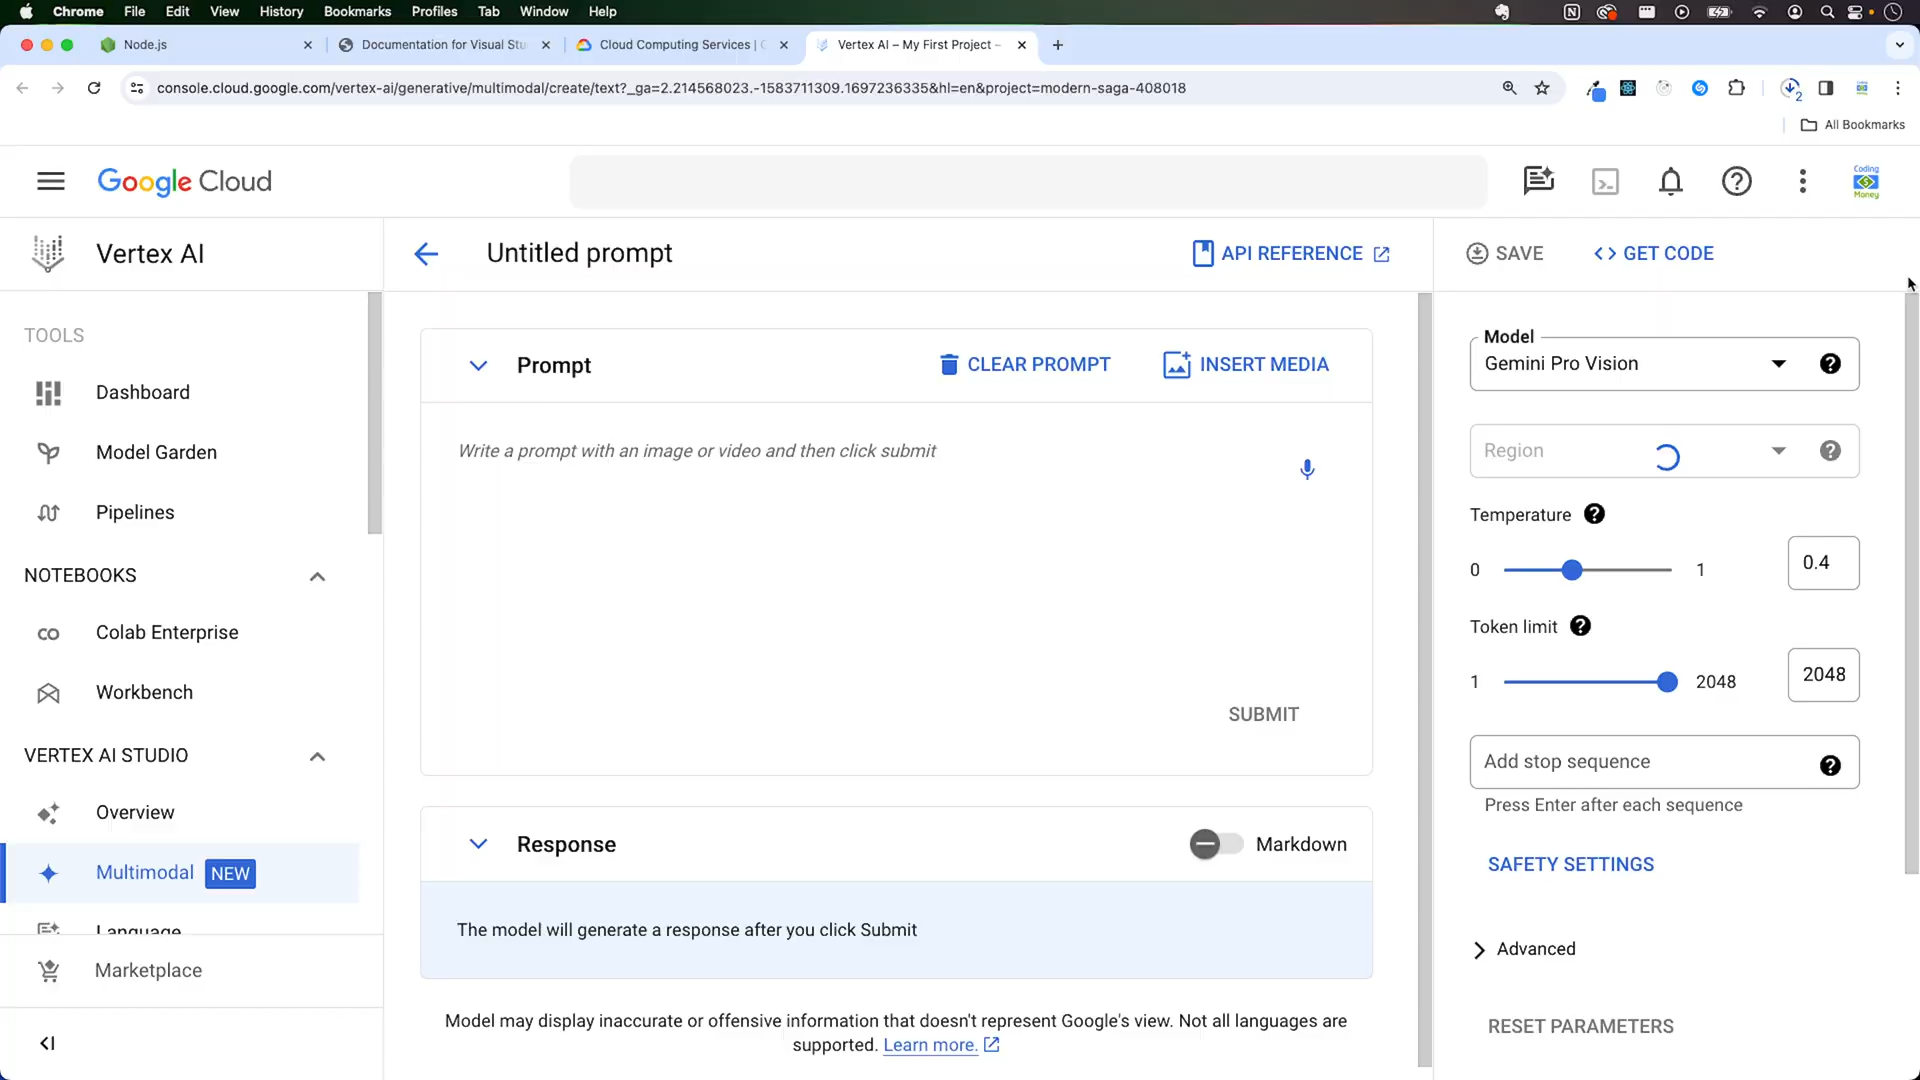 Chrome File Edit View History Bookmarks Profiles Tab Window Help
Node.js
Documentation for Visual Stu
Cloud Computing Services |
Vertex AI – My First Project –
console.cloud.google.com/vertex-ai/generative/multimodal/create/text?_ga=2.214568023.-1583711309.1697236335&hl=en&project=modern-saga-408018
2
All Bookmarks
Google Cloud
Coding
Money
Vertex AI
Untitled prompt
API REFERENCE
SAVE
GET CODE
TOOLS
Dashboard
Model Garden
Pipelines
NOTEBOOKS
Colab Enterprise
Workbench
VERTEX AI STUDIO
Overview
Multimodal NEW
Language
Marketplace
Prompt
CLEAR PROMPT
INSERT MEDIA
Write a prompt with an image or video and then click submit
SUBMIT
Response
Markdown
The model will generate a response after you click Submit
Model may display inaccurate or offensive information that doesn't represent Google's view. Not all languages are
supported. Learn more.
Model
Gemini Pro Vision
Region
Temperature
0 1 0.4
Token limit
1 2048 2048
Add stop sequence
Press Enter after each sequence
SAFETY SETTINGS
Advanced
RESET PARAMETERS